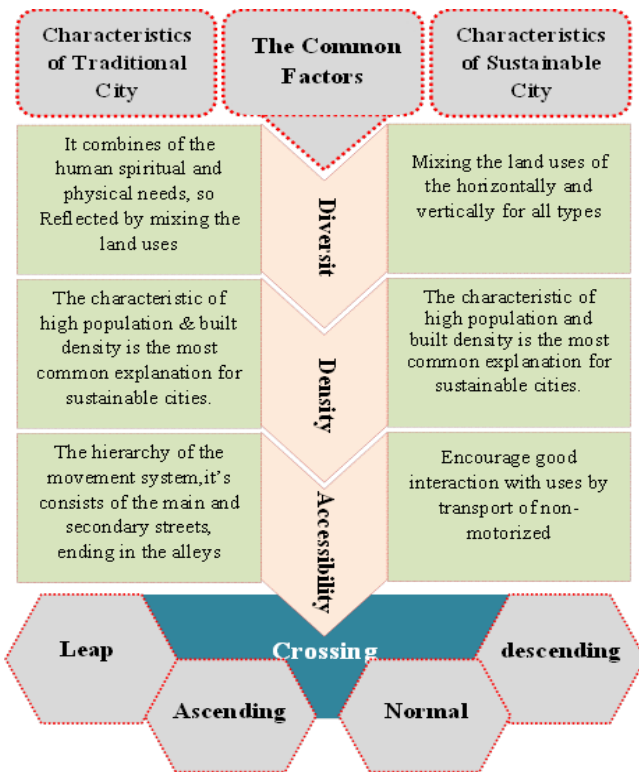 Characteristics
of Traditional
City
The Common
Factors
Characteristics
of Sustainable
City
It combines of the
human spiritual and
physical needs, so
Reflected by mixing the
land uses
Diversit
Mixing the land uses of
the horizontally and
vertically for all types
The characteristic of
high population & built
density is the most
common explanation for
sustainable cities.
Density
The characteristic of
high population and
built density is the most
common explanation for
sustainable cities.
The hierarchy of the
movement system,it's
consists of the main and
secondary streets,
ending in the alleys
Accessibility
Encourage good
interaction with uses by
transport of non-
motorized
Leap
Crossing
descending
Ascending
Normal